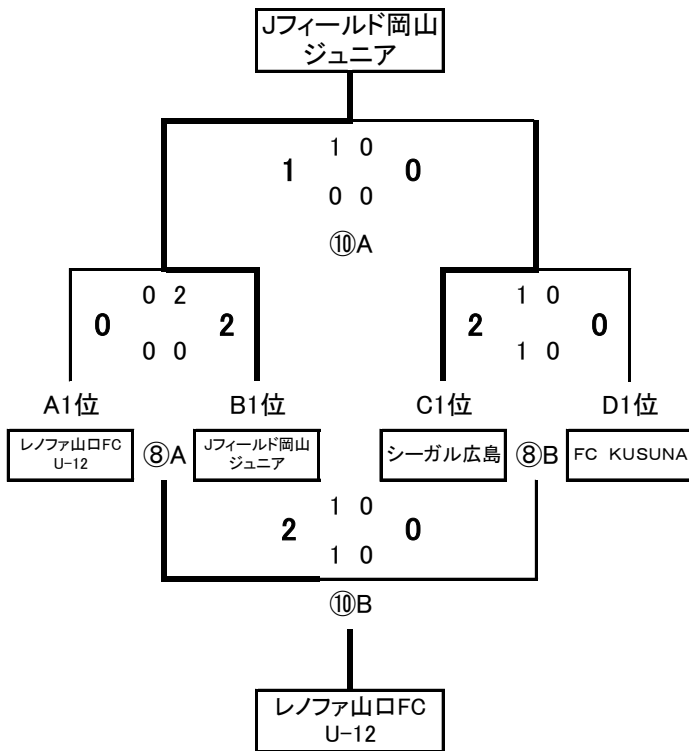 Jフィールド岡山
ジュニア
1 0
1 0
0 0
⑩A
0 2
0 2
0 0
1 0
2 0
1 0
A1位 B1位 C1位 D1位
レノファ山口FC
U-12
⑧A
Jフィールド岡山
ジュニア
シーガル広島
⑧B
FC KUSUNA
1 0
2 0
1 0
⑩B
レノファ山口FC
U-12